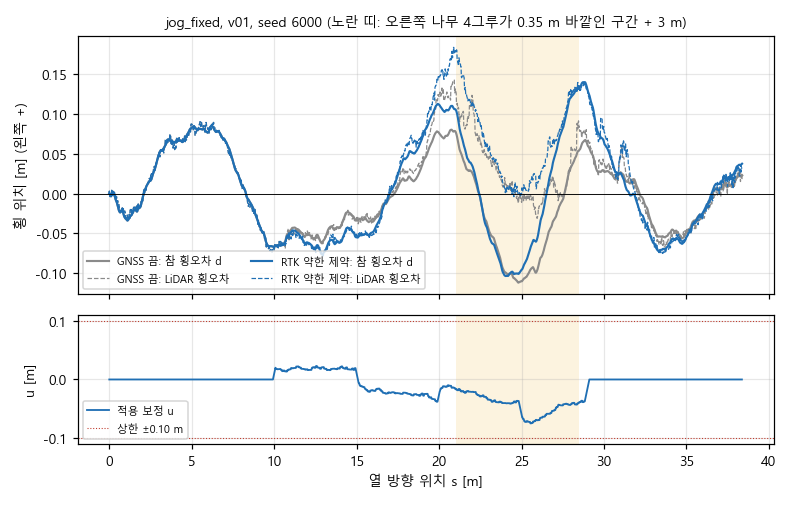 jog_fixed, v01, seed 6000 (노란 띠: 오른쪽 나무 4그루가 0.35 m 바깥인 구간 + 3 m)
횡 위치 [m] (왼쪽 +)
0.15
0.10
0.05
0.00
-0.05
-0.10
GNSS 끔: 참 횡오차 d
GNSS 끔: LiDAR 횡오차
RTK 약한 제약: 참 횡오차 d
RTK 약한 제약: LiDAR 횡오차
u [m]
0.1
0.0
-0.1
적용 보정 u
상한 ±0.10 m
0 5 10 15 20 25 30 35 40
열 방향 위치 s [m]